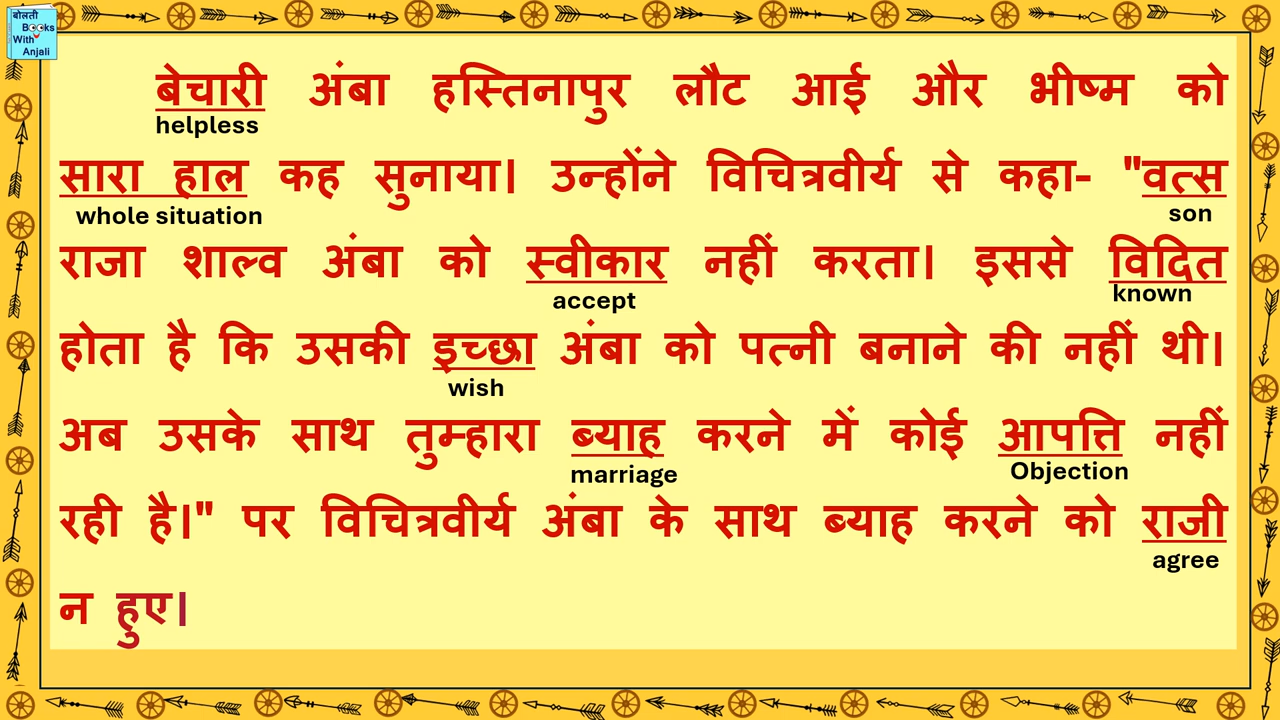 बोलती
Books
With
Anjali
बेचारी अंबा हस्तिनापुर लौट आई और भीष्म को
helpless
सारा हाल कह सुनाया। उन्होंने विचित्रवीर्य से कहा- "वत्स
whole situation son
राजा शाल्व अंबा को स्वीकार नहीं करता। इससे विदित
accept known
होता है कि उसकी इच्छा अंबा को पत्नी बनाने की नहीं थी।
wish
अब उसके साथ तुम्हारा ब्याह करने में कोई आपत्ति नहीं
marriage Objection
रही है।" पर विचित्रवीर्य अंबा के साथ ब्याह करने को राजी
agree
न हुए।